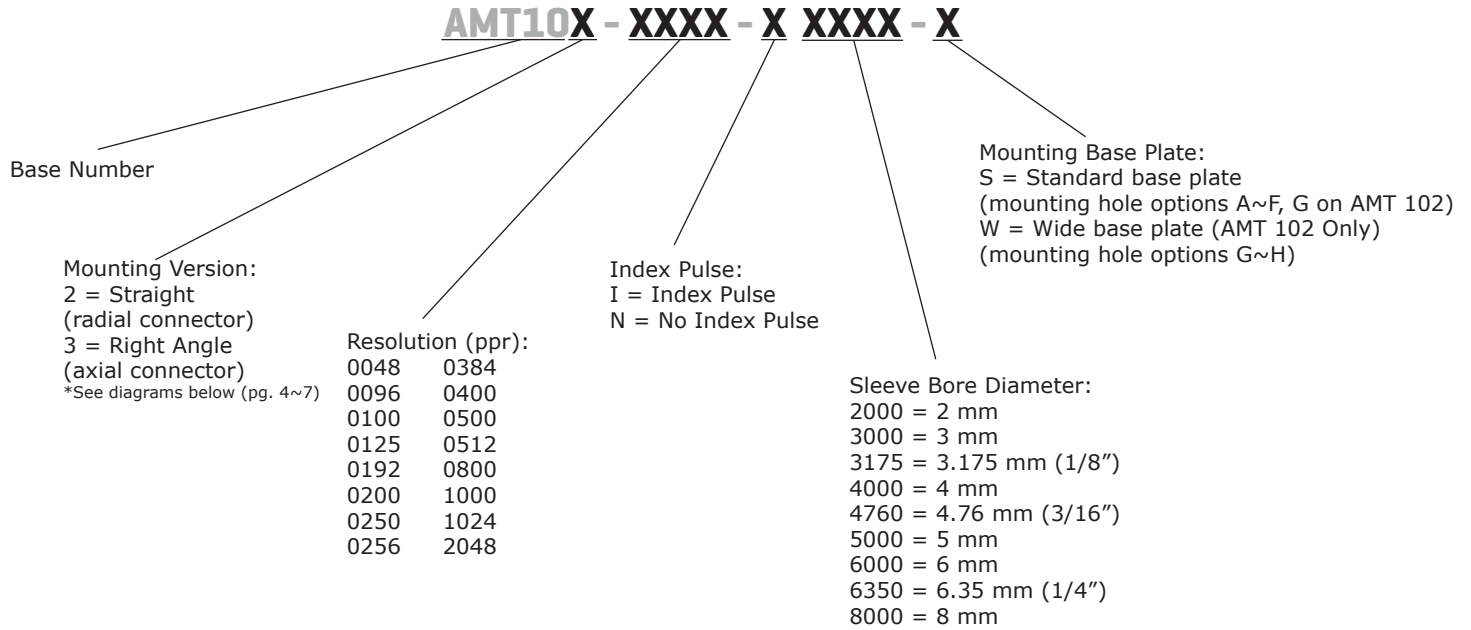 AMT10X - XXXX - X XXXX - X
Base Number
Mounting Version:
2 = Straight
(radial connector)
3 = Right Angle
(axial connector)
*See diagrams below (pg. 4~7)
Resolution (ppr):
0048 0384
0096 0400
0100 0500
0125 0512
0192 0800
0200 1000
0250 1024
0256 2048
Index Pulse:
I = Index Pulse
N = No Index Pulse
Sleeve Bore Diameter:
2000 = 2 mm
3000 = 3 mm
3175 = 3.175 mm (1/8″)
4000 = 4 mm
4760 = 4.76 mm (3/16″)
5000 = 5 mm
6000 = 6 mm
6350 = 6.35 mm (1/4″)
8000 = 8 mm
Mounting Base Plate:
S = Standard base plate
(mounting hole options A~F, G on AMT 102)
W = Wide base plate (AMT 102 Only)
(mounting hole options G~H)